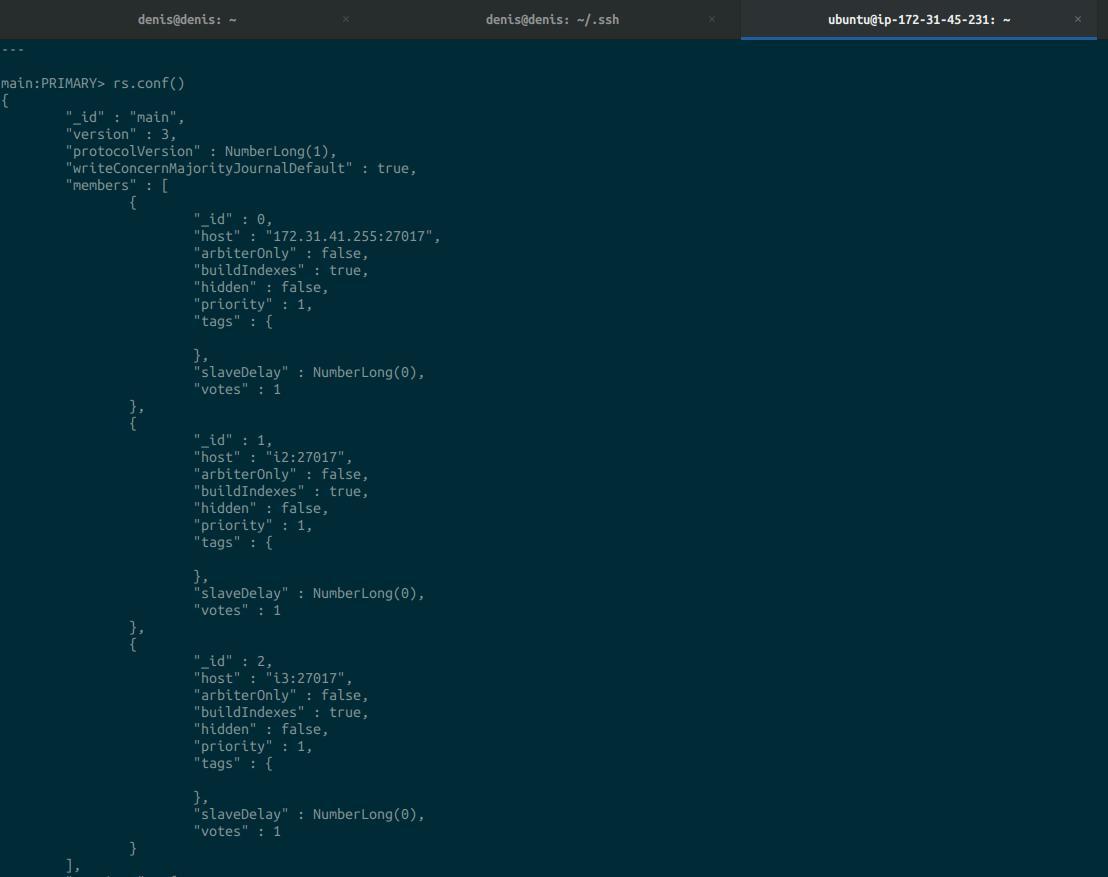 denis@denis: ~ × denis@denis: ~/.ssh × ubuntu@ip-172-31-45-231: ~ ×
---
main:PRIMARY> rs.conf()
{
        "_id" : "main",
        "version" : 3,
        "protocolVersion" : NumberLong(1),
        "writeConcernMajorityJournalDefault" : true,
        "members" : [
                {
                        "_id" : 0,
                        "host" : "172.31.41.255:27017",
                        "arbiterOnly" : false,
                        "buildIndexes" : true,
                        "hidden" : false,
                        "priority" : 1,
                        "tags" : {

                        },
                        "slaveDelay" : NumberLong(0),
                        "votes" : 1
                },
                {
                        "_id" : 1,
                        "host" : "i2:27017",
                        "arbiterOnly" : false,
                        "buildIndexes" : true,
                        "hidden" : false,
                        "priority" : 1,
                        "tags" : {

                        },
                        "slaveDelay" : NumberLong(0),
                        "votes" : 1
                },
                {
                        "_id" : 2,
                        "host" : "i3:27017",
                        "arbiterOnly" : false,
                        "buildIndexes" : true,
                        "hidden" : false,
                        "priority" : 1,
                        "tags" : {

                        },
                        "slaveDelay" : NumberLong(0),
                        "votes" : 1
                }
        ],